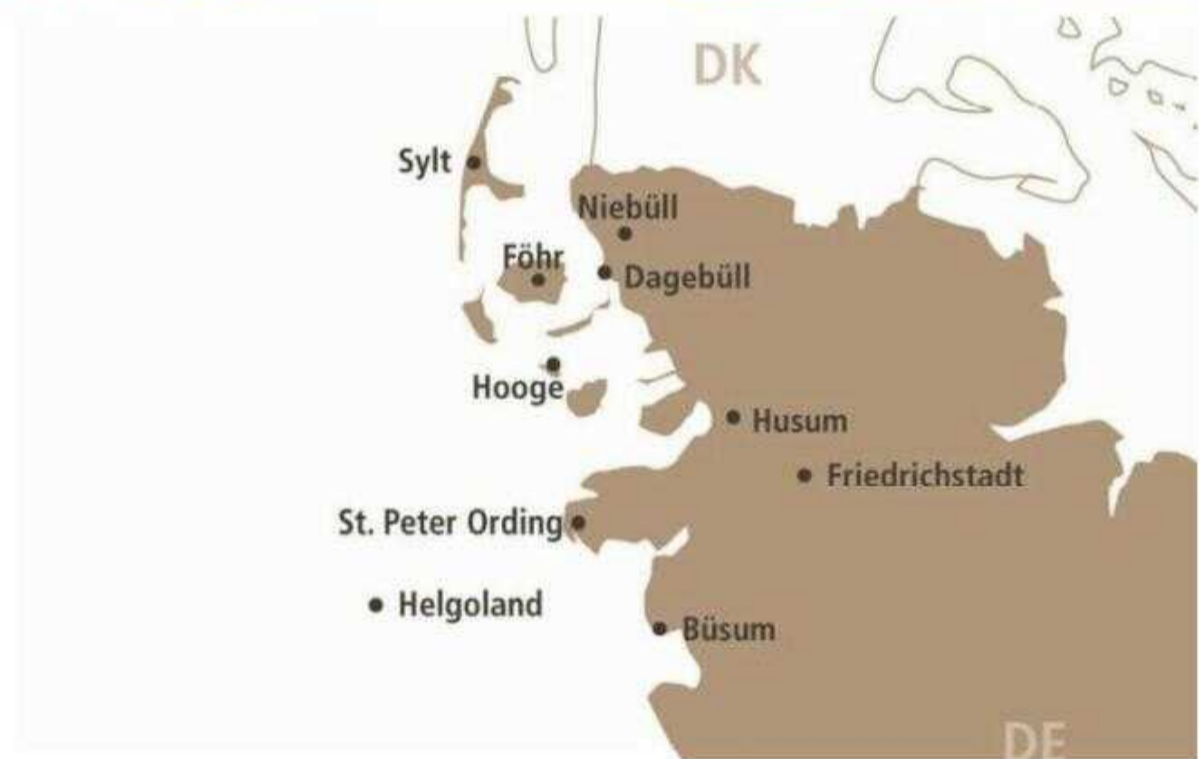 DK
Sylt
Niebüll
Föhr
Dagebüll
Hooge
Husum
Friedrichstadt
St. Peter Ording
Helgoland
Büsum
DE